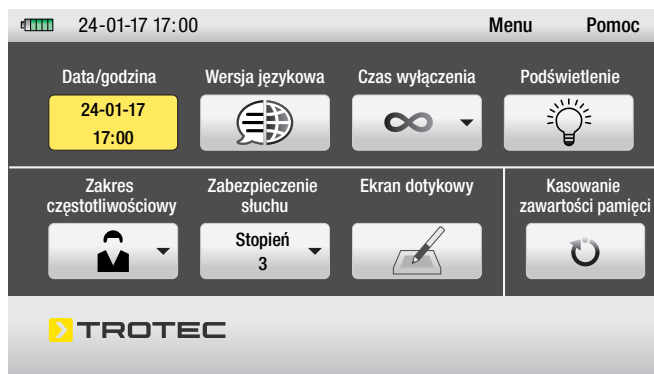 24-01-17 17:00 Menu Pomoc
Data/godzina Wersja językowa Czas wyłączenia Podświetlenie
24-01-17
17:00
Zakres częstotliwościowy
Zabezpieczenie słuchu
Ekran dotykowy
Kasowanie zawartości pamięci
Stopień
3
TROTEC